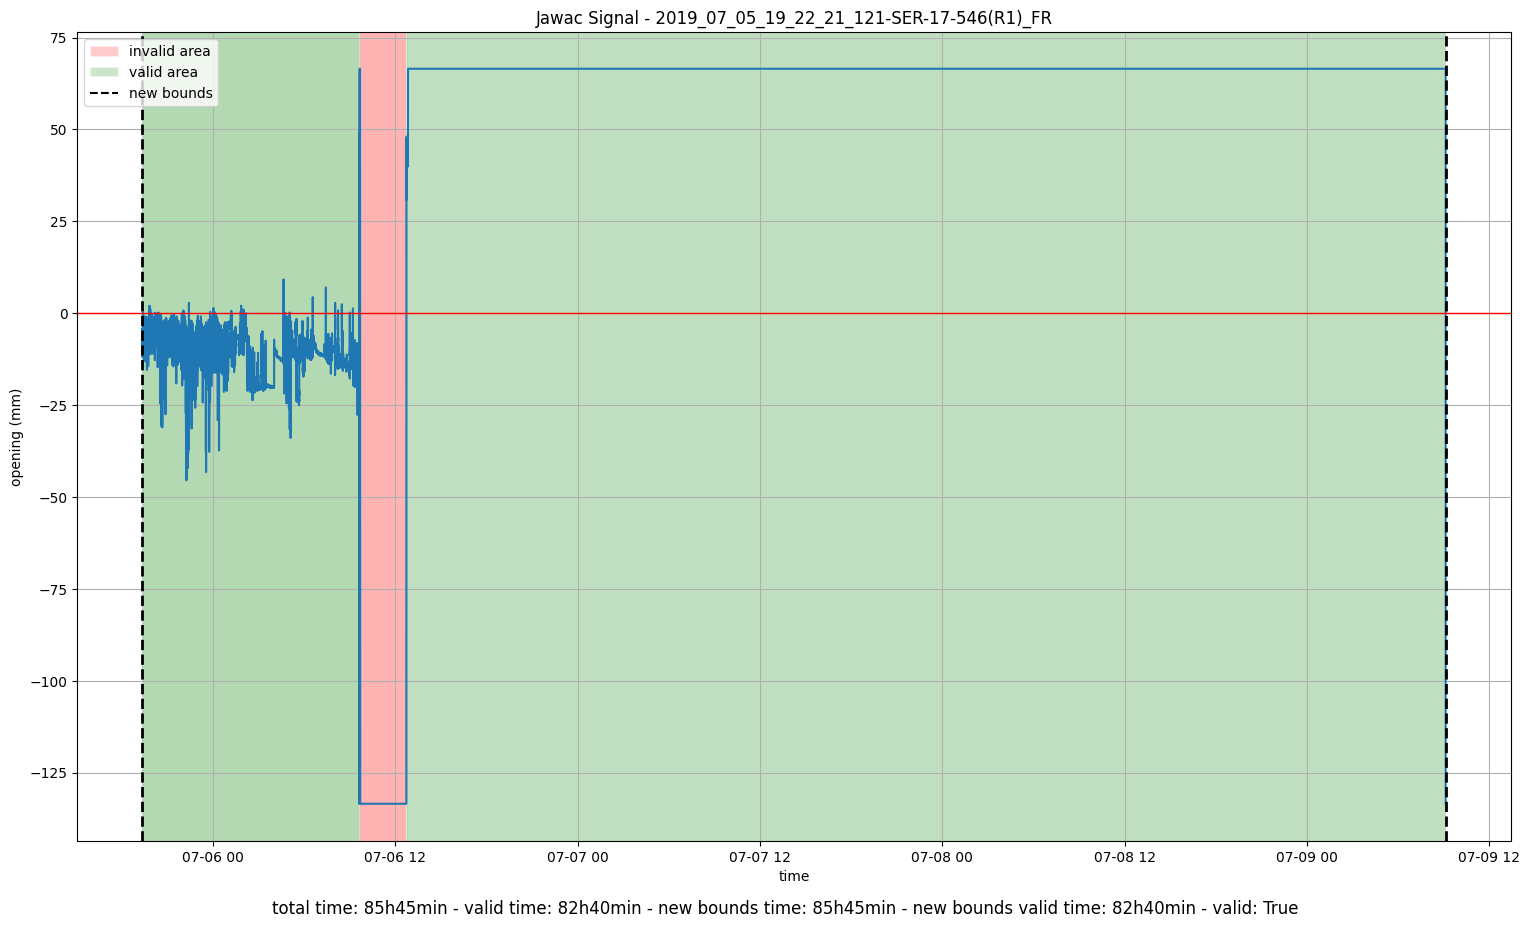 Jawac Signal - 2019_07_05_19_22_21_121-SER-17-546(R1)_FR
invalid area
valid area
new bounds
75
50
25
0
−25
−50
−75
−100
−125
opening (mm)
07-06 00
07-06 12
07-07 00
07-07 12
07-08 00
07-08 12
07-09 00
07-09 12
time
total time: 85h45min - valid time: 82h40min - new bounds time: 85h45min - new bounds valid time: 82h40min - valid: True